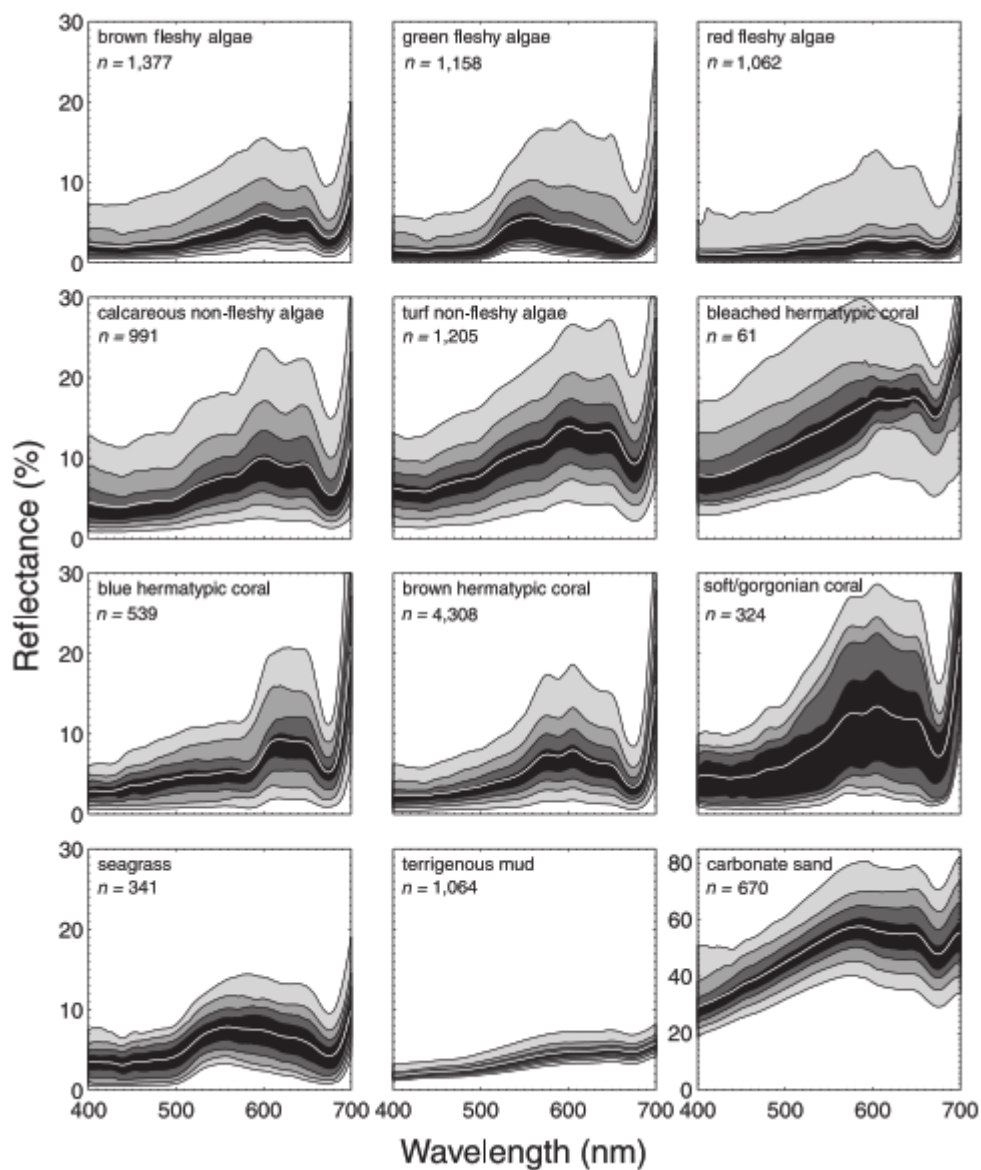 30
20
10
0
brown fleshy algae
n = 1,377
green fleshy algae
n = 1,158
red fleshy algae
n = 1,062
30
20
10
0
calcareous non-fleshy algae
n = 991
turf non-fleshy algae
n = 1,205
bleached hermatypic coral
n = 61
Reflectance (%)
30
20
10
0
blue hermatypic coral
n = 539
brown hermatypic coral
n = 4,308
soft/gorgonian coral
n = 324
30
20
10
0
seagrass
n = 341
terrigenous mud
n = 1,064
80
60
40
20
0
carbonate sand
n = 670
400 500 600 700 400 500 600 700 400 500 600 700
Wavelength (nm)